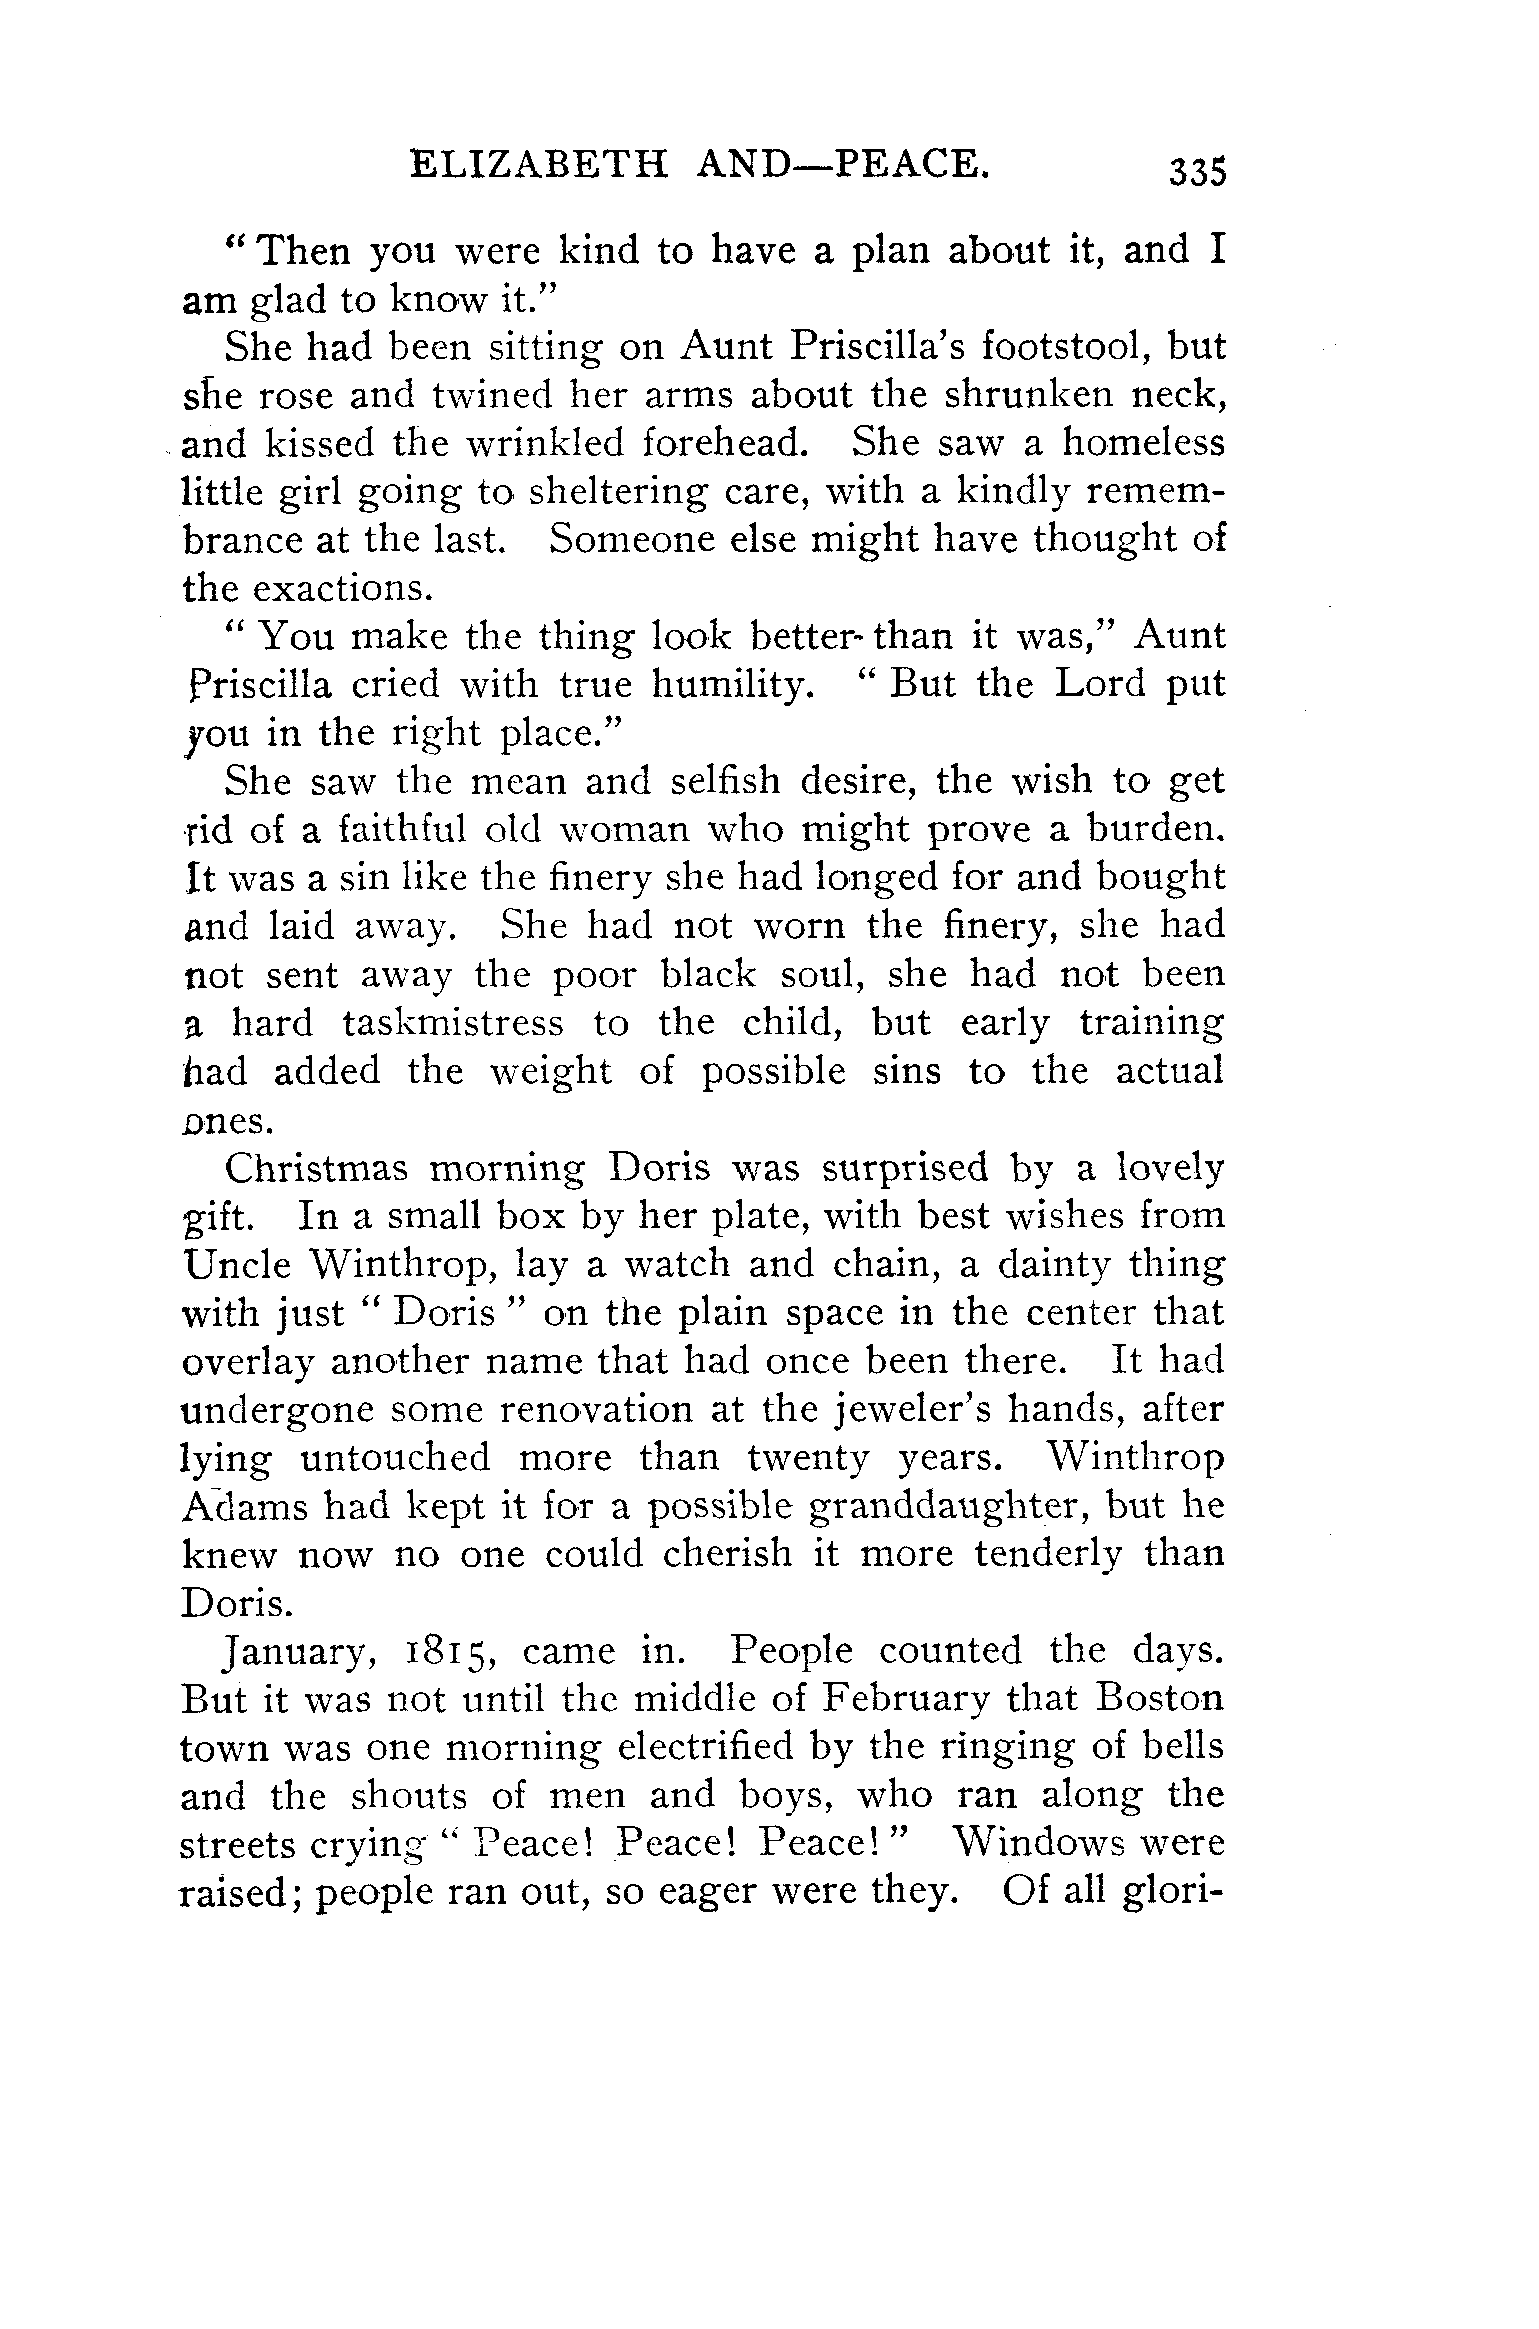 ELIZABETH AND—PEACE. 335
“ Then you were kind to have a plan about it, and I
am glad to know it.”
She had been sitting on Aunt Priscilla’s footstool, but
she rose and twined her arms about the shrunken neck,
and kissed the wrinkled forehead. She saw a homeless
little girl going to sheltering care, with a kindly remem-
brance at the last. Someone else might have thought of
the exactions.
“ You make the thing look better than it was,” Aunt
Priscilla cried with true humility. “ But the Lord put
you in the right place.”
She saw the mean and selfish desire, the wish to get
rid of a faithful old woman who might prove a burden.
It was a sin like the finery she had longed for and bought
and laid away. She had not worn the finery, she had
not sent away the poor black soul, she had not been
a hard taskmistress to the child, but early training
had added the weight of possible sins to the actual
ones.
Christmas morning Doris was surprised by a lovely
gift. In a small box by her plate, with best wishes from
Uncle Winthrop, lay a watch and chain, a dainty thing
with just “ Doris ” on the plain space in the center that
overlay another name that had once been there. It had
undergone some renovation at the jeweler’s hands, after
lying untouched more than twenty years. Winthrop
Adams had kept it for a possible granddaughter, but he
knew now no one could cherish it more tenderly than
Doris.
January, 1815, came in. People counted the days.
But it was not until the middle of February that Boston
town was one morning electrified by the ringing of bells
and the shouts of men and boys, who ran along the
streets crying “ Peace! Peace! Peace! ” Windows were
raised; people ran out, so eager were they. Of all glori-